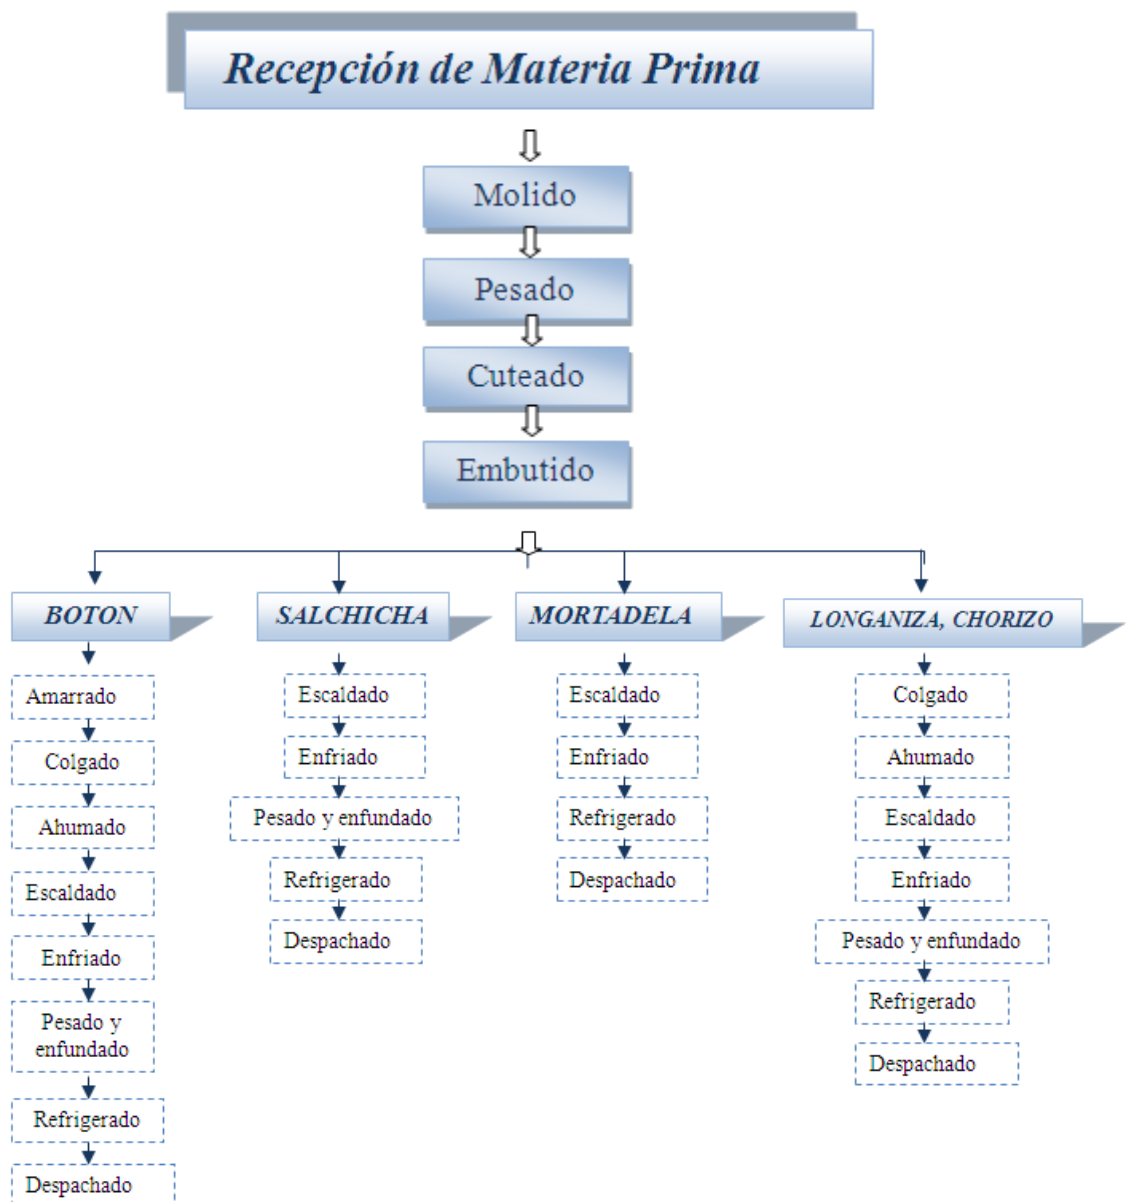 Recepción de Materia Prima
Molido
Pesado
Cuteado
Embutido
BOTON
Amarrado
Colgado
Ahumado
Escaldado
Enfriado
Pesado y
enfundado
Refrigerado
Despachado
SALCHICHA
Escaldado
Enfriado
Pesado y enfundado
Refrigerado
Despachado
MORTADELA
Escaldado
Enfriado
Refrigerado
Despachado
LONGANIZA, CHORIZO
Colgado
Ahumado
Escaldado
Enfriado
Pesado y enfundado
Refrigerado
Despachado